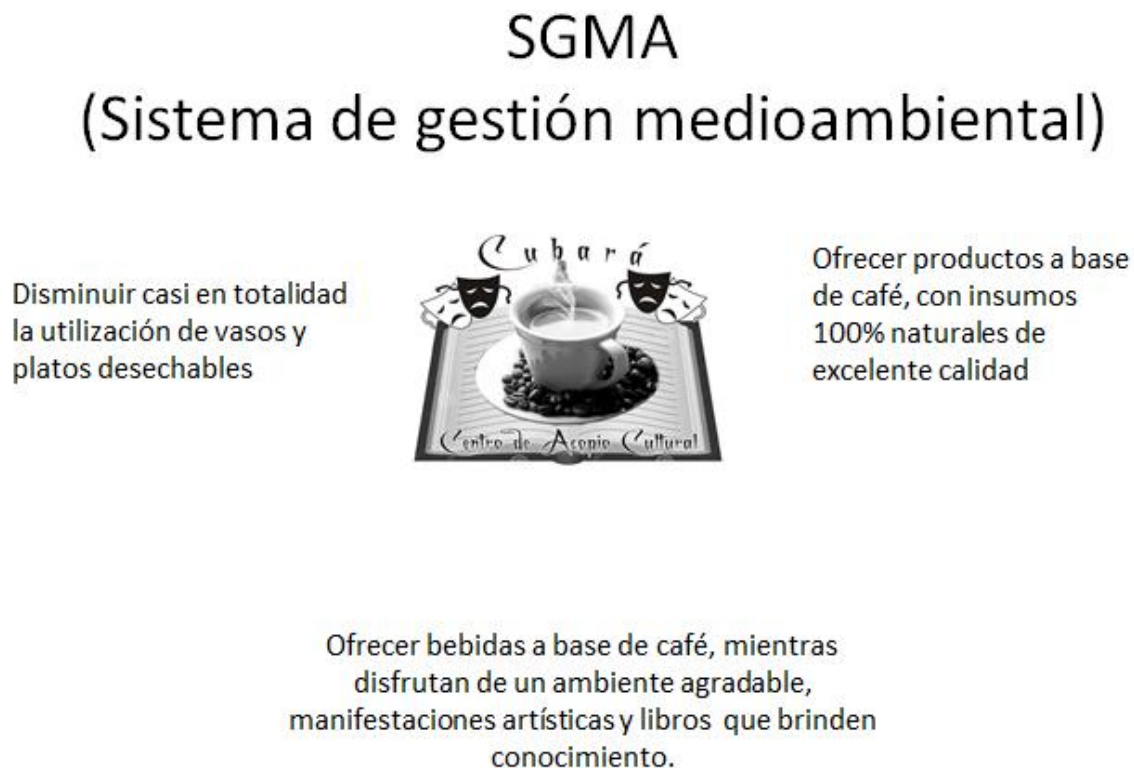 SGMA
(Sistema de gestión medioambiental)
Disminuir casi en totalidad
la utilización de vasos y
platos desechables
Cubará
Centro de Acopio Cultural
Ofrecer productos a base
de café, con insumos
100% naturales de
excelente calidad
Ofrecer bebidas a base de café, mientras
disfrutan de un ambiente agradable,
manifestaciones artísticas y libros que brinden
conocimiento.